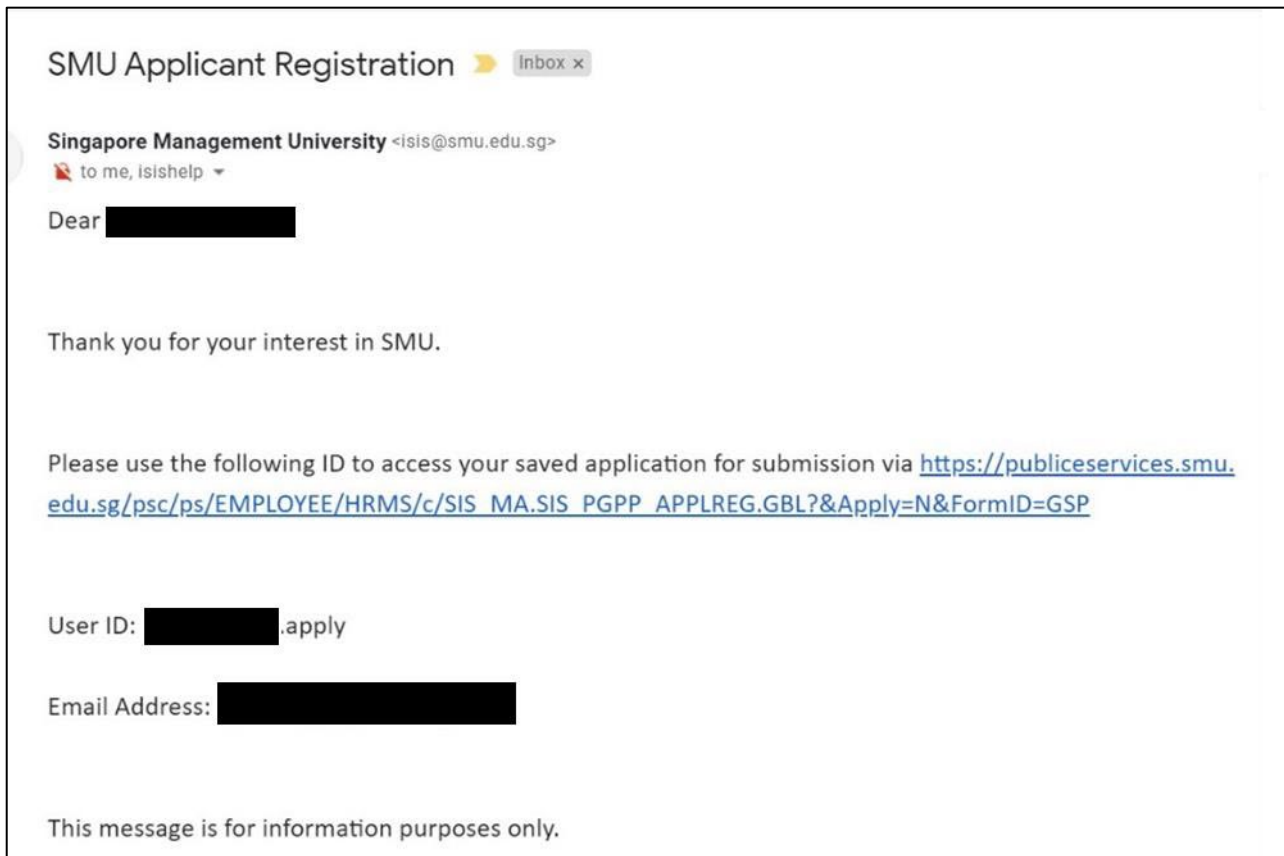 SMU Applicant Registration Inbox x
Singapore Management University <isis@smu.edu.sg>
to me, isishelp
Dear
Thank you for your interest in SMU.
Please use the following ID to access your saved application for submission via https://publiceservices.smu.
edu.sg/psc/ps/EMPLOYEE/HRMS/c/SIS_MA.SIS_PGPP_APPLREG.GBL?&Apply=N&FormID=GSP
User ID: .apply
Email Address:
This message is for information purposes only.